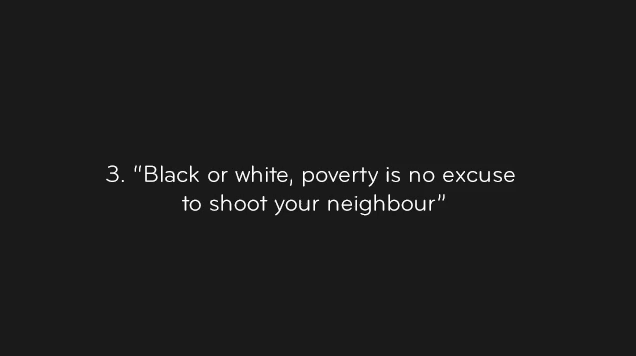 3. “Black or white, poverty is no excuse
to shoot your neighbour”